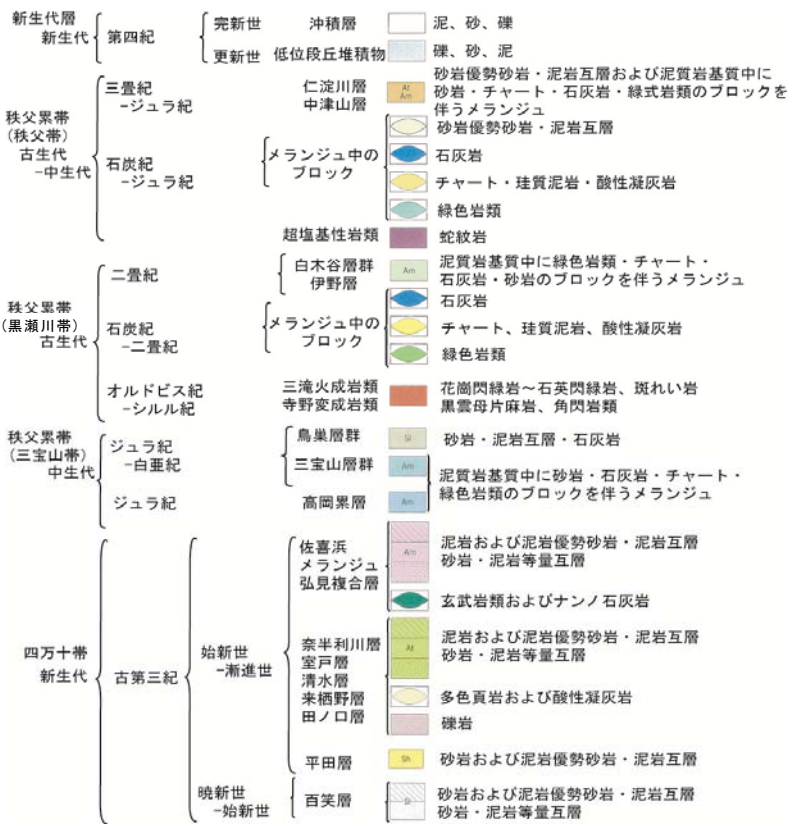 新生代層
新生代
第四紀
完新世 沖積層 泥、砂、礫
更新世 低位段丘堆積物 礫、砂、泥
秩父累帯
(秩父帯)
古生代
-中生代
三畳紀
-ジュラ紀
仁淀川層
中津山層
At
Am
砂岩優勢砂岩・泥岩互層および泥質岩基質中に
砂岩・チャート・石灰岩・緑式岩類のブロックを
伴うメランジュ
石炭紀
-ジュラ紀
メランジュ中の
ブロック
砂岩優勢砂岩・泥岩互層
石灰岩
チャート・珪質泥岩・酸性凝灰岩
緑色岩類
超塩基性岩類 蛇紋岩
秩父累帯
(黒瀬川帯)
古生代
二畳紀
白木谷層群
伊野層
Am
泥質岩基質中に緑色岩類・チャート・
石灰岩・砂岩のブロックを伴うメランジュ
石炭紀
-二畳紀
メランジュ中の
ブロック
石灰岩
チャート、珪質泥岩、酸性凝灰岩
緑色岩類
オルドビス紀
-シルル紀
三滝火成岩類
寺野変成岩類
花崗閃緑岩～石英閃緑岩、斑れい岩
黒雲母片麻岩、角閃岩類
秩父累帯
(三宝山帯)
中生代
ジュラ紀
-白亜紀
鳥巣層群 Sl 砂岩・泥岩互層・石灰岩
三宝山層群 Am
ジュラ紀 高岡累層 Am
泥質岩基質中に砂岩・石灰岩・チャート・
緑色岩類のブロックを伴うメランジュ
四万十帯
新生代
古第三紀
始新世
-漸進世
佐喜浜
メランジュ
弘見複合層
Am
泥岩および泥岩優勢砂岩・泥岩互層
砂岩・泥岩等量互層
玄武岩類およびナンノ石灰岩
奈半利川層
室戸層
清水層
来栖野層
田ノ口層
At
泥岩および泥岩優勢砂岩・泥岩互層
砂岩・泥岩等量互層
多色頁岩および酸性凝灰岩
礫岩
平田層 Sh 砂岩および泥岩優勢砂岩・泥岩互層
暁新世
-始新世
百笑層
Sl
砂岩および泥岩優勢砂岩・泥岩互層
砂岩・泥岩等量互層